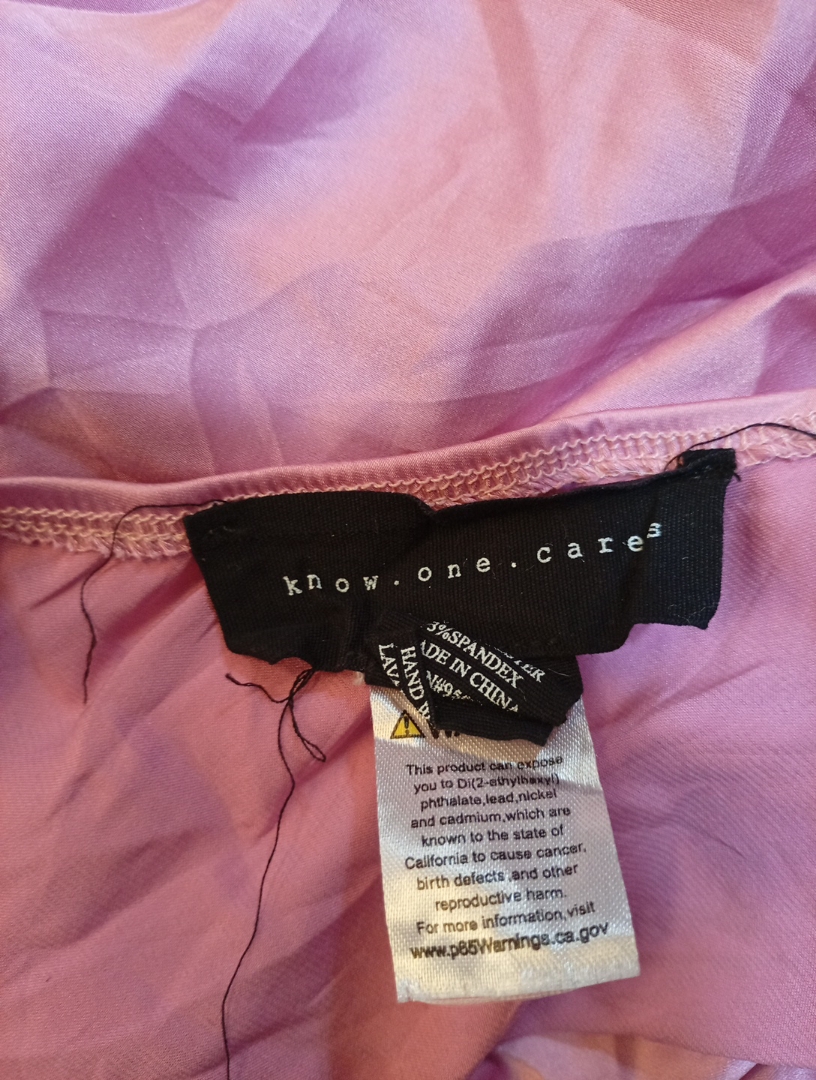 know.one.cares
3%SPANDEX
MADE IN CHINA
HAND
This product can expose
you to Di(2-ethylhexyl)
phthalate,lead,nickel
and cadmium,which are
known to the state of
California to cause cancer,
birth defects ,and other
reproductive harm.
For more information,visit
www.p65Warnings.ca.gov